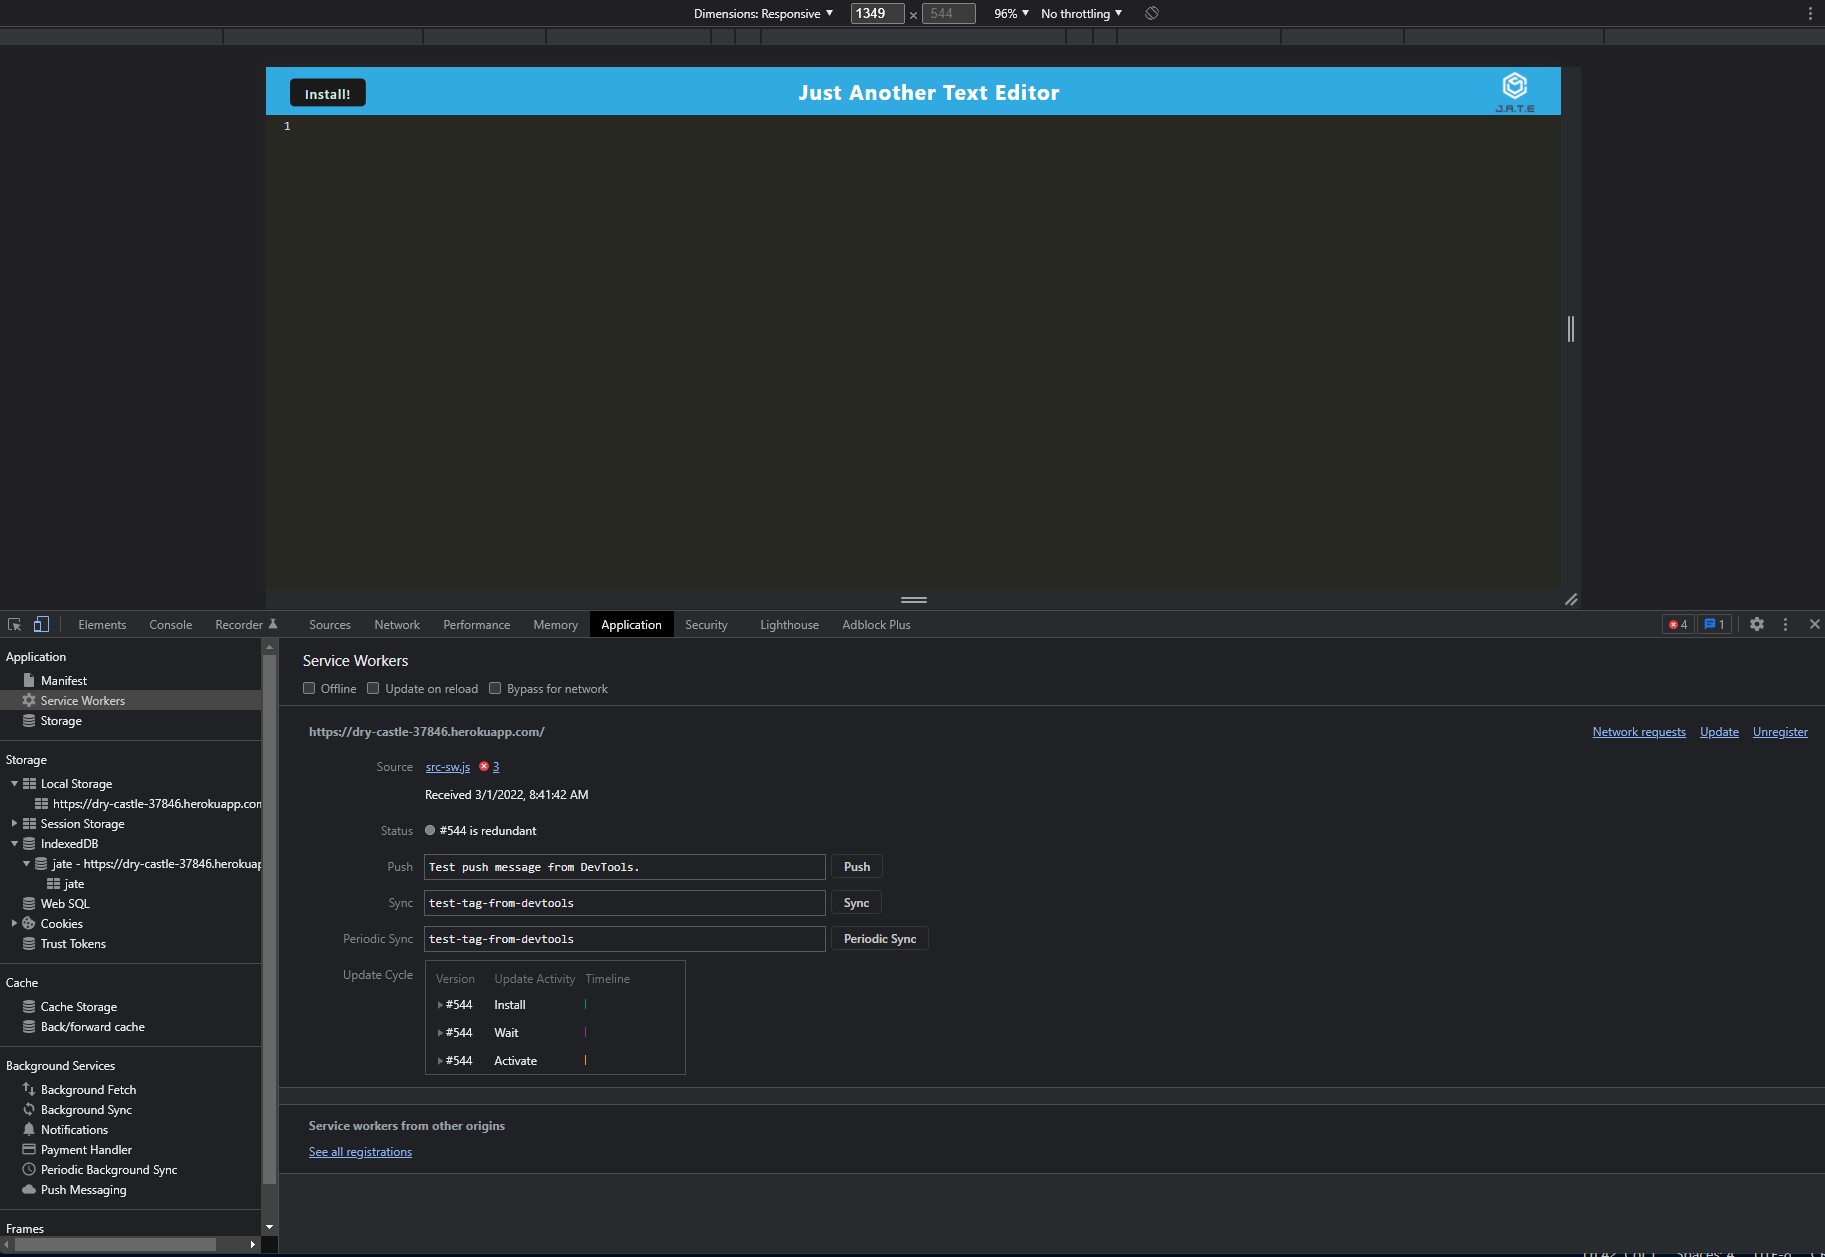 Dimensions: Responsive ▼ 1349 × 544 96% ▼ No throttling ▼
Install! Just Another Text Editor
J.A.T.E
1
Elements Console Recorder Sources Network Performance Memory Application Security Lighthouse Adblock Plus 4 1
Application
Manifest
Service Workers
Storage
Storage
Local Storage
https://dry-castle-37846.herokuapp.com
Session Storage
IndexedDB
jate - https://dry-castle-37846.herokuap
jate
Web SQL
Cookies
Trust Tokens
Cache
Cache Storage
Back/forward cache
Background Services
Background Fetch
Background Sync
Notifications
Payment Handler
Periodic Background Sync
Push Messaging
Frames
Service Workers
Offline Update on reload Bypass for network
https://dry-castle-37846.herokuapp.com/ Network requests Update Unregister
Source src-sw.js 3
Received 3/1/2022, 8:41:42 AM
Status #544 is redundant
Push Test push message from DevTools. Push
Sync test-tag-from-devtools Sync
Periodic Sync test-tag-from-devtools Periodic Sync
Update Cycle Version Update Activity Timeline
#544 Install
#544 Wait
#544 Activate
Service workers from other origins
See all registrations